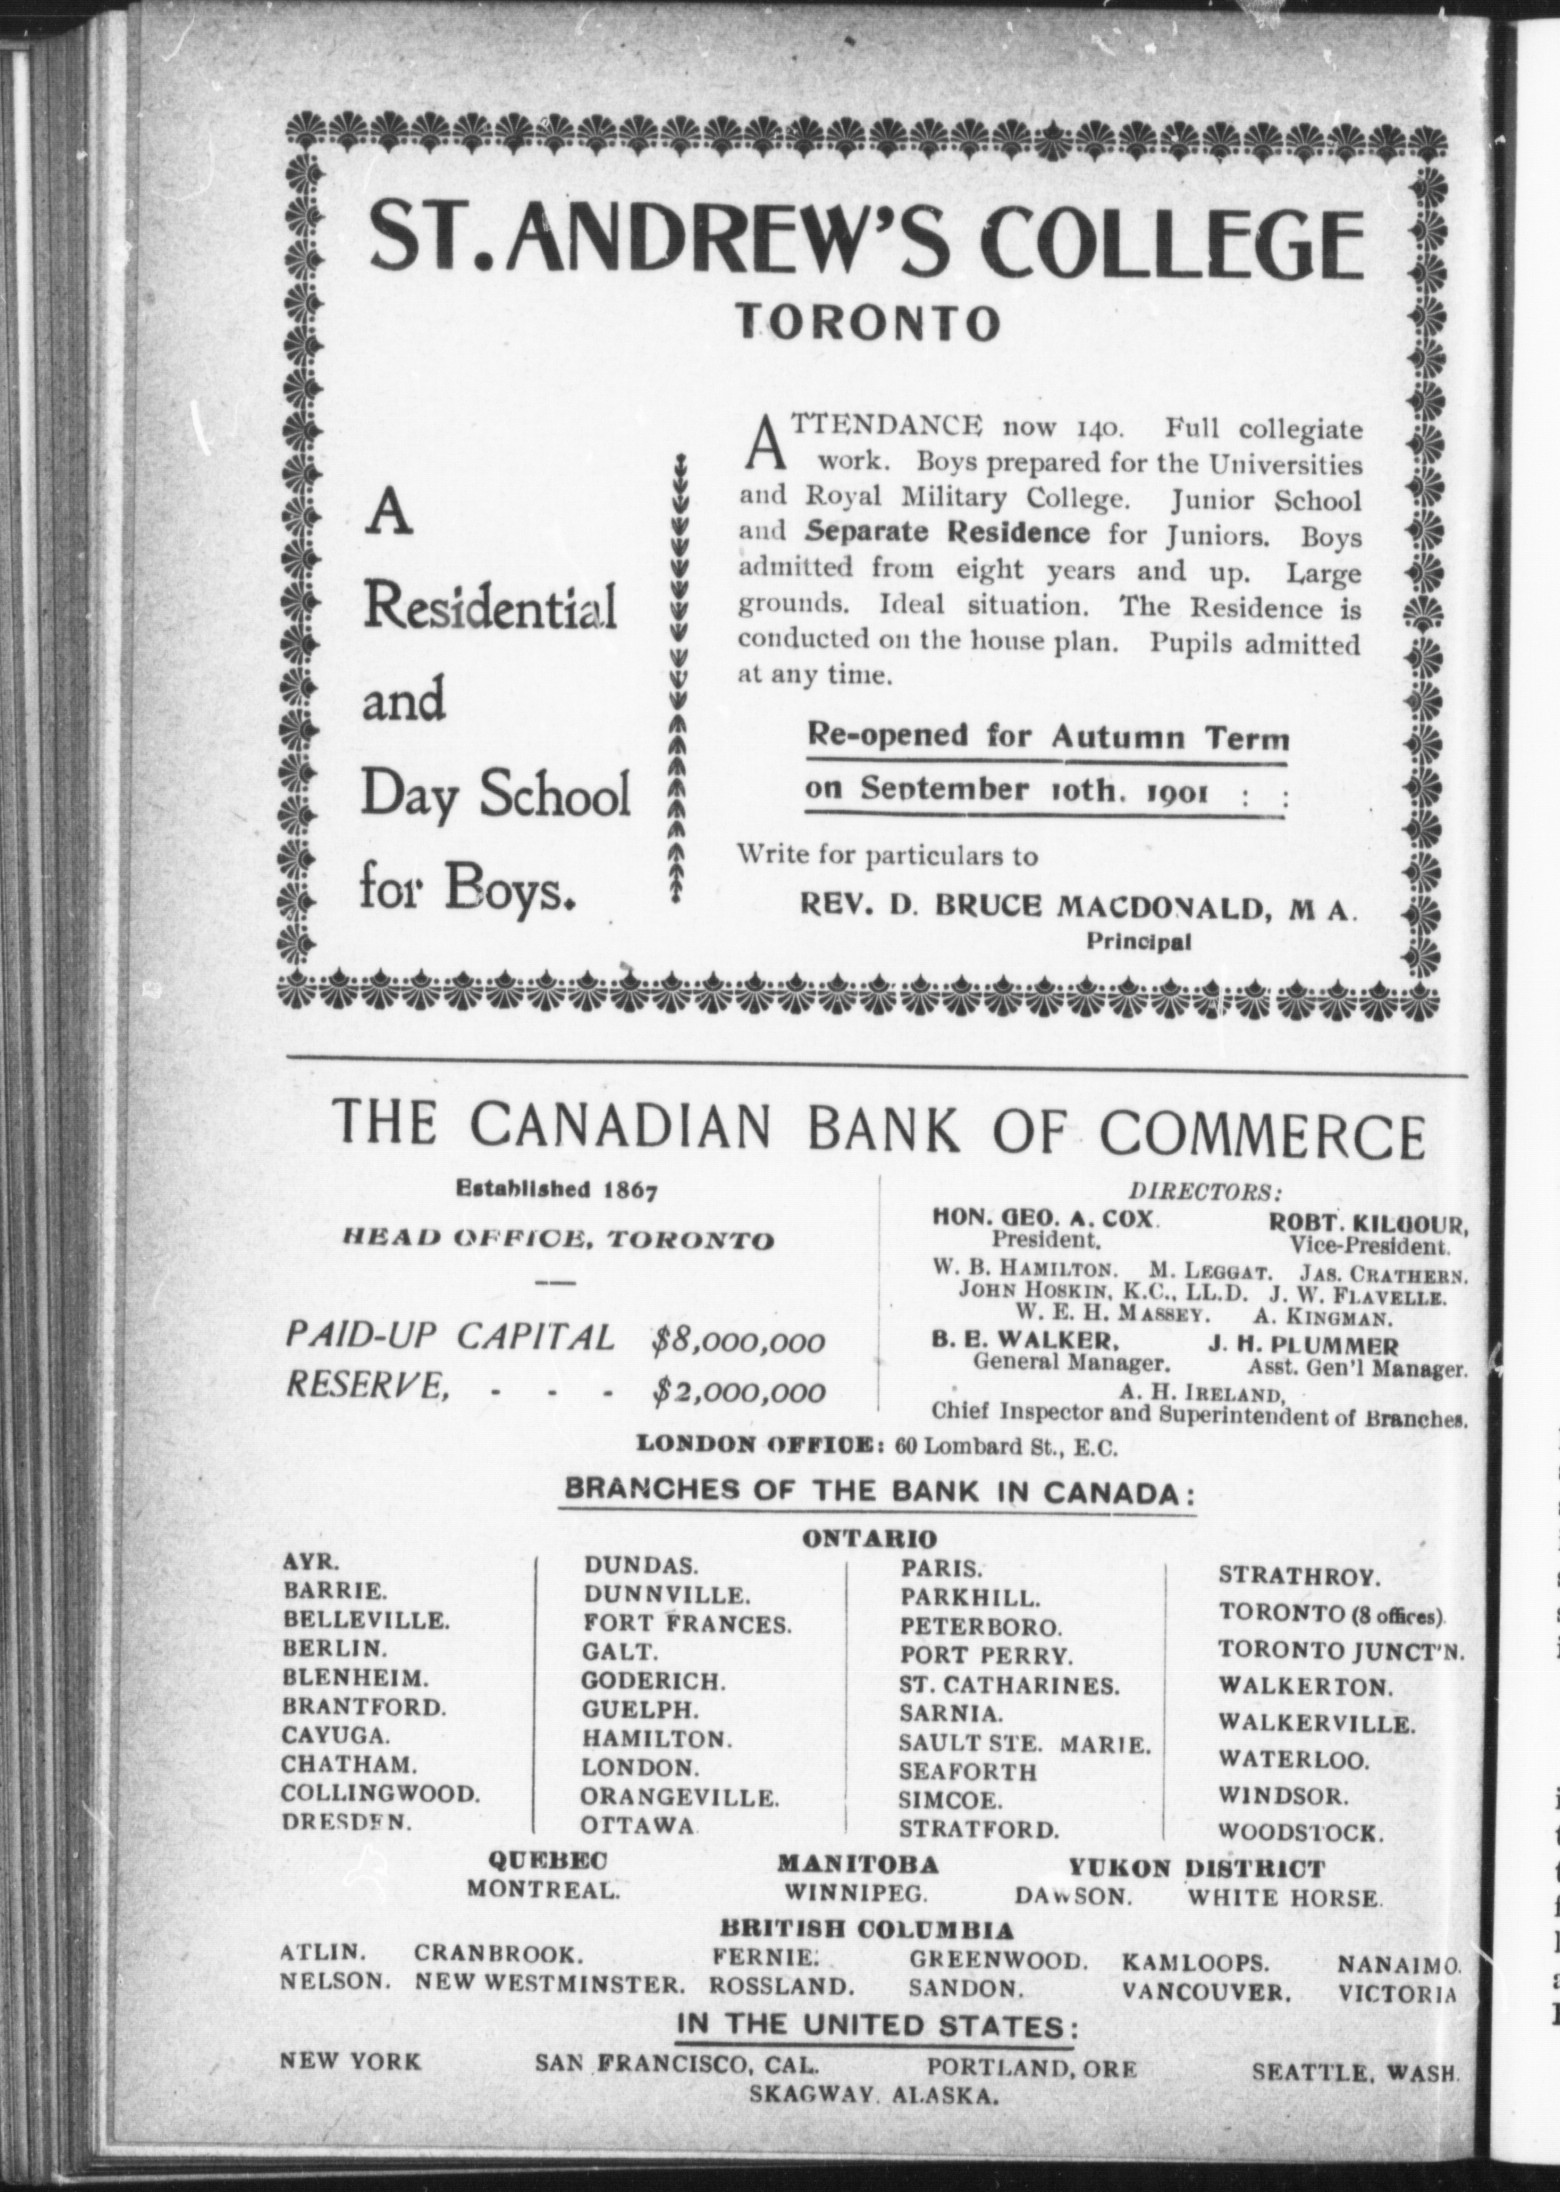 ST. ANDREW'S COLLEGE
TORONTO
A
Residential
and
Day School
for Boys.
ATTENDANCE now 140. Full collegiate
work. Boys prepared for the Universities
and Royal Military College. Junior School
and Separate Residence for Juniors. Boys
admitted from eight years and up. Large
grounds. Ideal situation. The Residence is
conducted on the house plan. Pupils admitted
at any time.
Re-opened for Autumn Term
on September 10th, 1901 : :
Write for particulars to
REV. D. BRUCE MACDONALD, M A.
Principal
THE CANADIAN BANK OF COMMERCE
Established 1867
HEAD OFFICE, TORONTO
PAID-UP CAPITAL $8,000,000
RESERVE, - - - $2,000,000
DIRECTORS:
HON. GEO. A. COX. ROBT. KILGOUR,
President. Vice-President.
W. B. HAMILTON. M. LEGGAT. JAS. CRATHERN.
JOHN HOSKIN, K.C., LL.D. J. W. FLAVELLE.
W. E. H. MASSEY. A. KINGMAN.
B. E. WALKER, J. H. PLUMMER
General Manager. Asst. Gen'l Manager.
A. H. IRELAND,
Chief Inspector and Superintendent of Branches.
LONDON OFFICE: 60 Lombard St., E.C.
BRANCHES OF THE BANK IN CANADA:
ONTARIO
AYR.
BARRIE.
BELLEVILLE.
BERLIN.
BLENHEIM.
BRANTFORD.
CAYUGA.
CHATHAM.
COLLINGWOOD.
DRESDEN.
DUNDAS.
DUNNVILLE.
FORT FRANCES.
GALT.
GODERICH.
GUELPH.
HAMILTON.
LONDON.
ORANGEVILLE.
OTTAWA
PARIS.
PARKHILL.
PETERBORO.
PORT PERRY.
ST. CATHARINES.
SARNIA.
SAULT STE. MARIE.
SEAFORTH
SIMCOE.
STRATFORD.
STRATHROY.
TORONTO (8 offices).
TORONTO JUNCT'N.
WALKERTON.
WALKERVILLE.
WATERLOO.
WINDSOR.
WOODSTOCK.
QUEBEC MANITOBA YUKON DISTRICT
MONTREAL. WINNIPEG. DAWSON. WHITE HORSE.
BRITISH COLUMBIA
ATLIN. CRANBROOK. FERNIE. GREENWOOD. KAMLOOPS. NANAIMO.
NELSON. NEW WESTMINSTER. ROSSLAND. SANDON. VANCOUVER. VICTORIA
IN THE UNITED STATES:
NEW YORK SAN FRANCISCO, CAL. PORTLAND, ORE SEATTLE, WASH.
SKAGWAY, ALASKA.